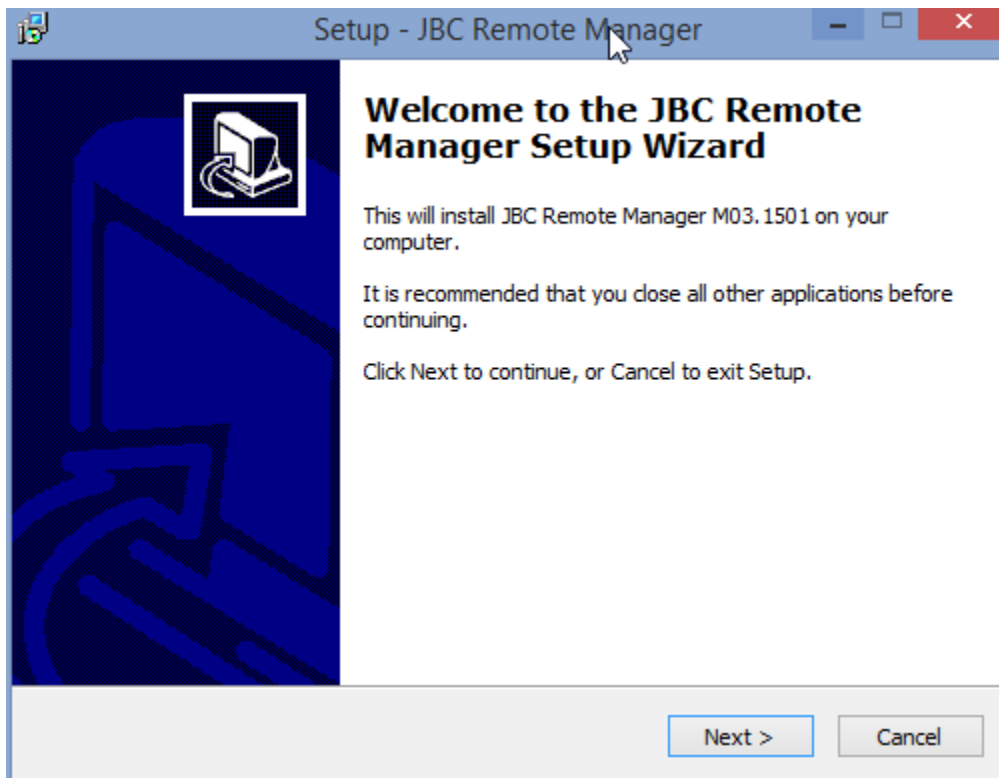 Setup - JBC Remote Manager
Welcome to the JBC Remote
Manager Setup Wizard
This will install JBC Remote Manager M03.1501 on your
computer.
It is recommended that you close all other applications before
continuing.
Click Next to continue, or Cancel to exit Setup.
Next >
Cancel